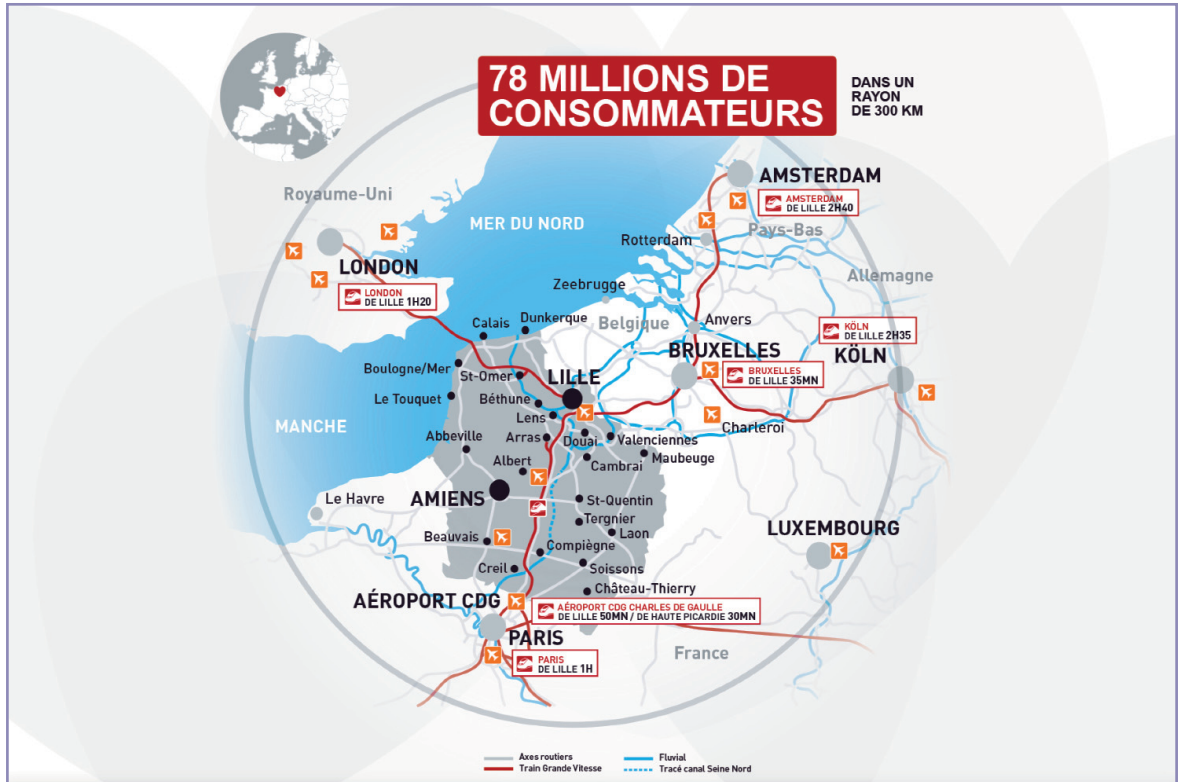 78 MILLIONS DE
CONSOMMATEURS
DANS UN
RAYON
DE 300 KM
Royaume-Uni
MER DU NORD
AMSTERDAM
AMSTERDAM
DE LILLE 2H40
Pays-Bas
Rotterdam
LONDON
LONDON
DE LILLE 1H20
Allemagne
Zeebrugge
Calais
Dunkerque
Belgique
Anvers
KÖLN
DE LILLE 2H35
BRUXELLES
KÖLN
Boulogne/Mer
St-Omer
LILLE
BRUXELLES
DE LILLE 35MN
Le Touquet
Béthune
Lens
MANCHE
Abbeville
Arras
Douai
Valenciennes
Charleroi
Albert
Cambrai
Maubeuge
Le Havre
AMIENS
St-Quentin
Tergnier
Laon
LUXEMBOURG
Beauvais
Compiègne
Creil
Soissons
Château-Thierry
AÉROPORT CDG
AÉROPORT CDG CHARLES DE GAULLE
DE LILLE 50MN / DE HAUTE PICARDIE 30MN
PARIS
PARIS
DE LILLE 1H
France
Axes routiers
Fluvial
Train Grande Vitesse
Tracé canal Seine Nord